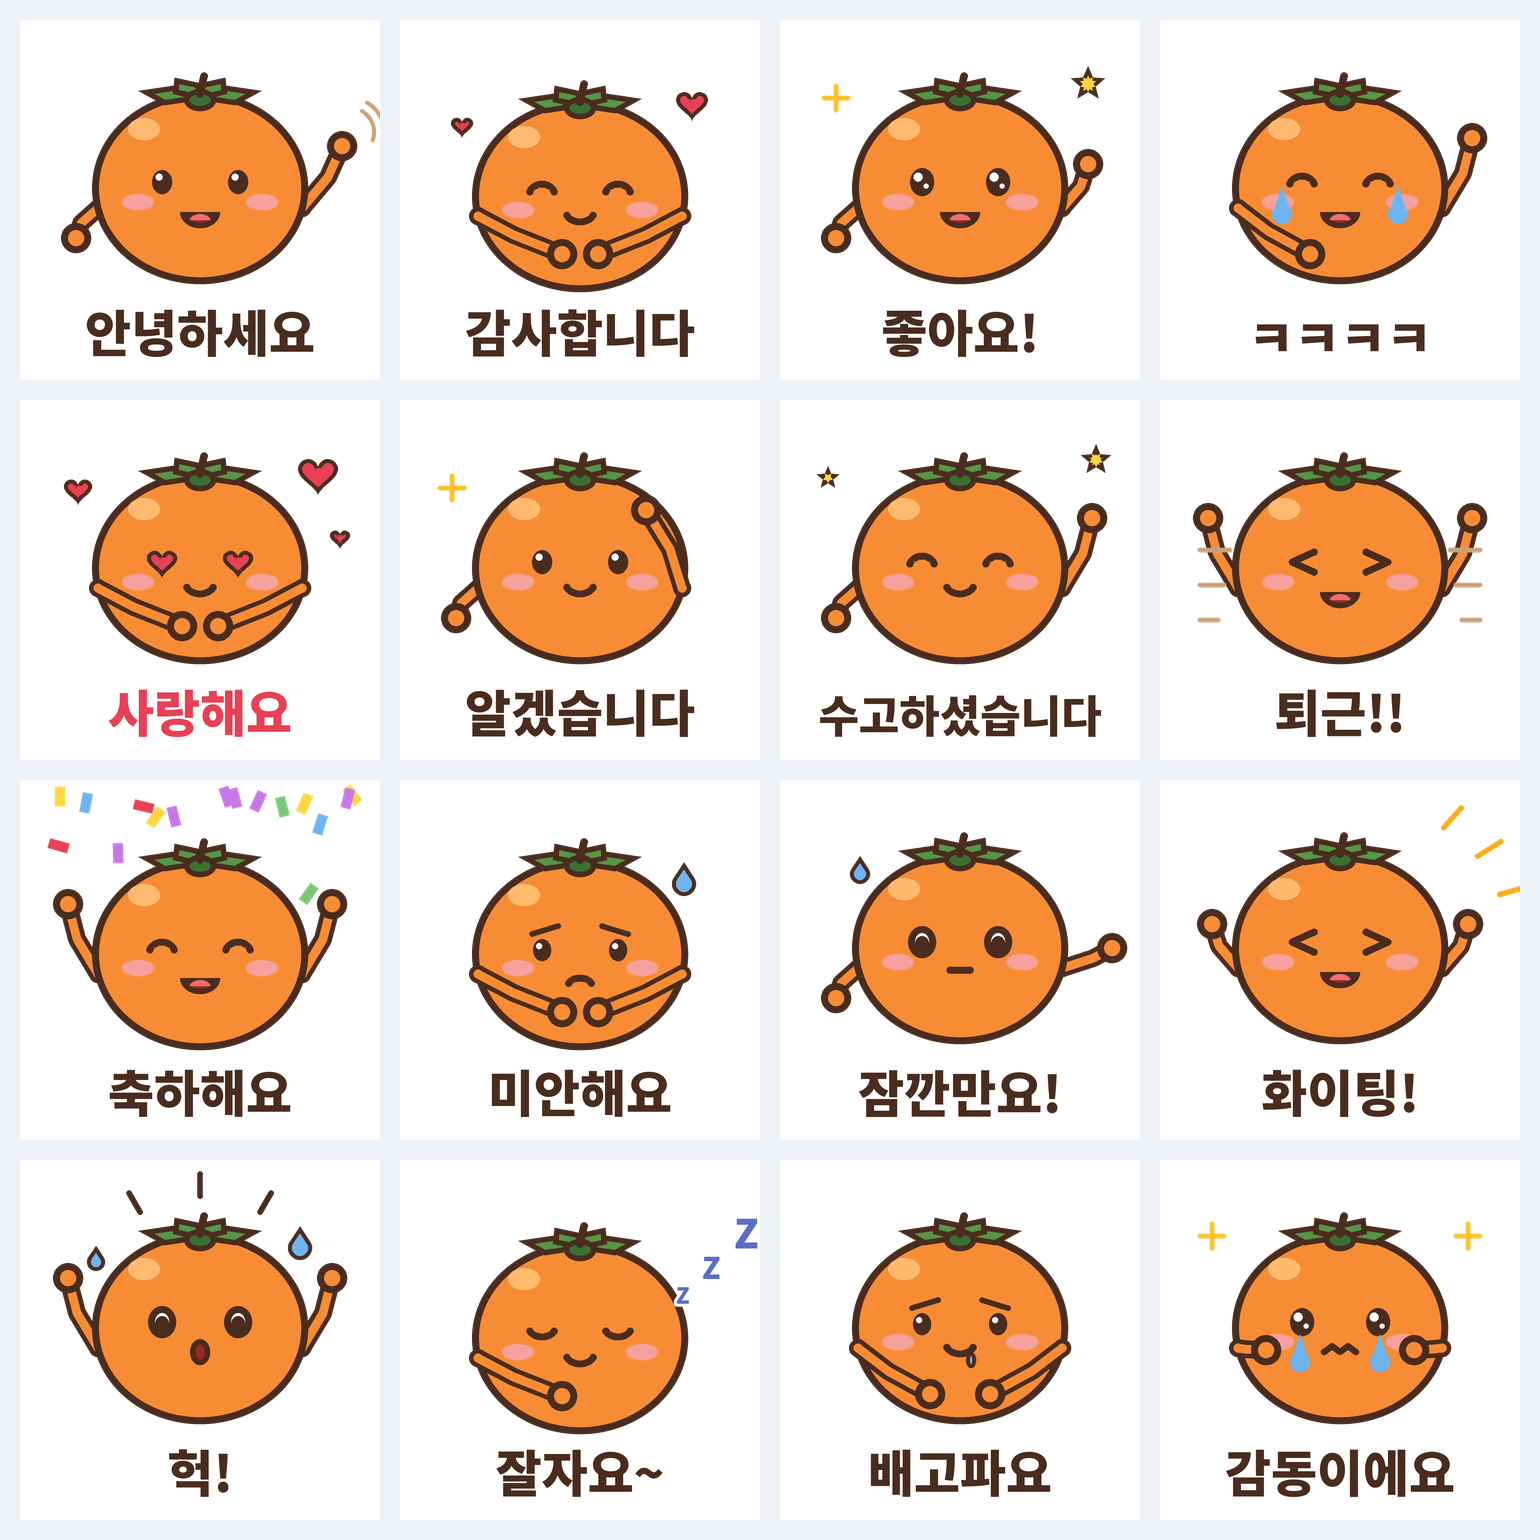 안녕하세요
감사합니다
좋아요!
ㅋㅋㅋㅋ
사랑해요
알겠습니다
수고하셨습니다
퇴근!!
축하해요
미안해요
잠깐만요!
화이팅!
헉!
z z Z
잘자요~
배고파요
감동이에요